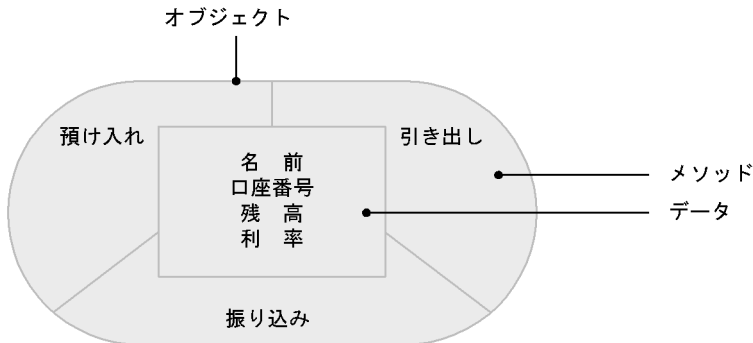 オブジェクト
預け入れ
引き出し
名　前
口座番号
残　高
利　率
メソッド
データ
振り込み